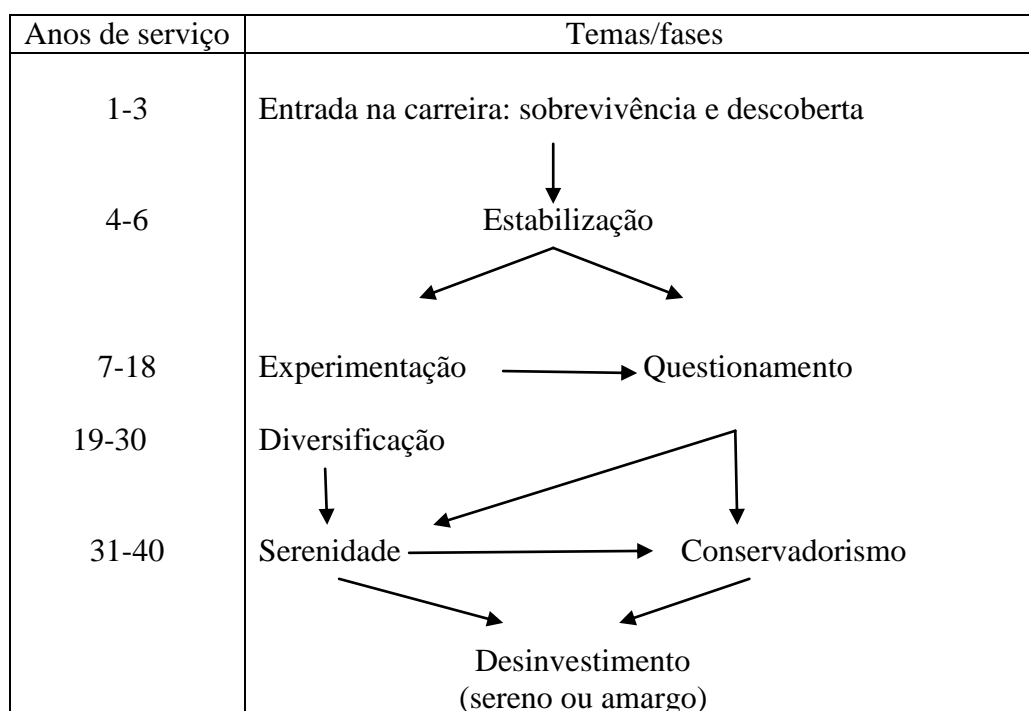 Anos de serviço Temas/fases
1-3 Entrada na carreira: sobrevivência e descoberta
4-6 Estabilização
7-18 Experimentação Questionamento
19-30 Diversificação
31-40 Serenidade Conservadorismo
Desinvestimento
(sereno ou amargo)